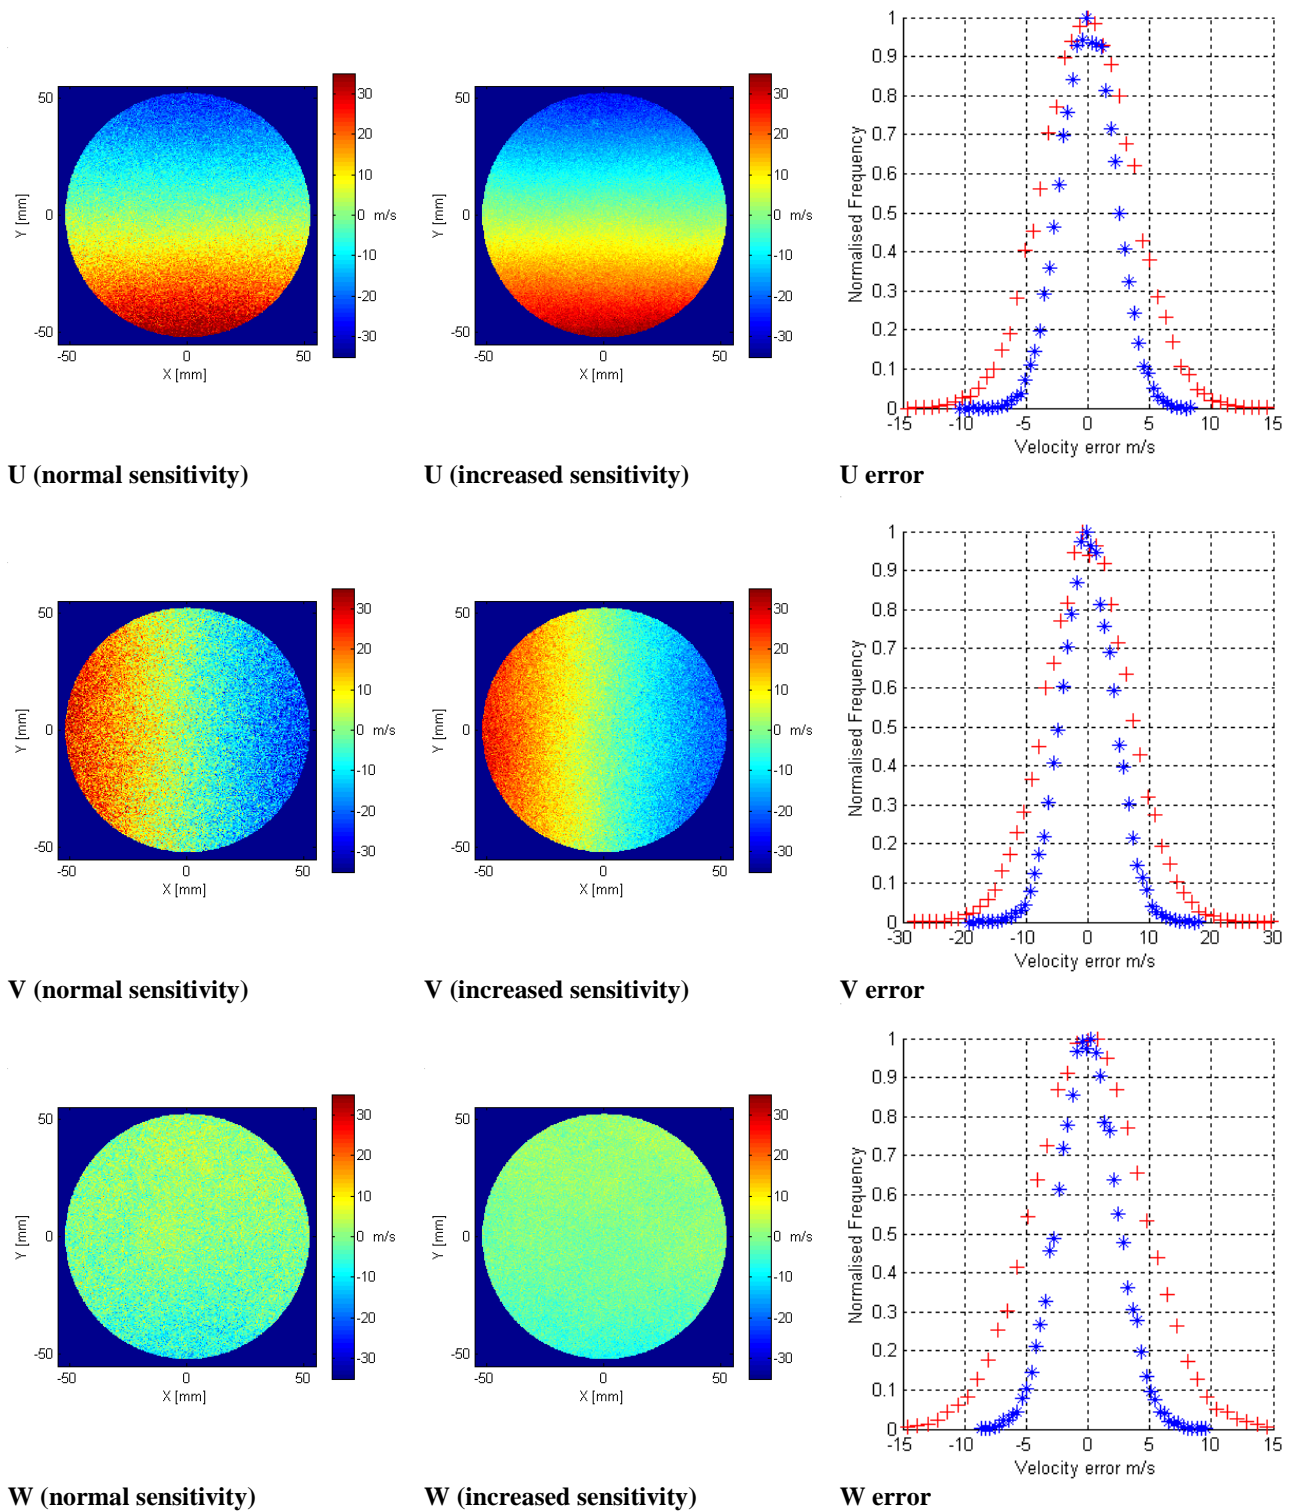 50
0
-50
Y [mm]
-50 0 50
X [mm]
30
20
10
0 m/s
-10
-20
-30
50
0
-50
Y [mm]
-50 0 50
X [mm]
30
20
10
0 m/s
-10
-20
-30
1
0.9
0.8
0.7
0.6
0.5
0.4
0.3
0.2
0.1
0
Normalised Frequency
-15 -10 -5 0 5 10 15
Velocity error m/s
U (normal sensitivity)
U (increased sensitivity)
U error
50
0
-50
Y [mm]
-50 0 50
X [mm]
30
20
10
0 m/s
-10
-20
-30
50
0
-50
Y [mm]
-50 0 50
X [mm]
30
20
10
0 m/s
-10
-20
-30
1
0.9
0.8
0.7
0.6
0.5
0.4
0.3
0.2
0.1
0
Normalised Frequency
-30 -20 -10 0 10 20 30
Velocity error m/s
V (normal sensitivity)
V (increased sensitivity)
V error
50
0
-50
Y [mm]
-50 0 50
X [mm]
30
20
10
0 m/s
-10
-20
-30
50
0
-50
Y [mm]
-50 0 50
X [mm]
30
20
10
0 m/s
-10
-20
-30
1
0.9
0.8
0.7
0.6
0.5
0.4
0.3
0.2
0.1
0
Normalised Frequency
-15 -10 -5 0 5 10 15
Velocity error m/s
W (normal sensitivity)
W (increased sensitivity)
W error